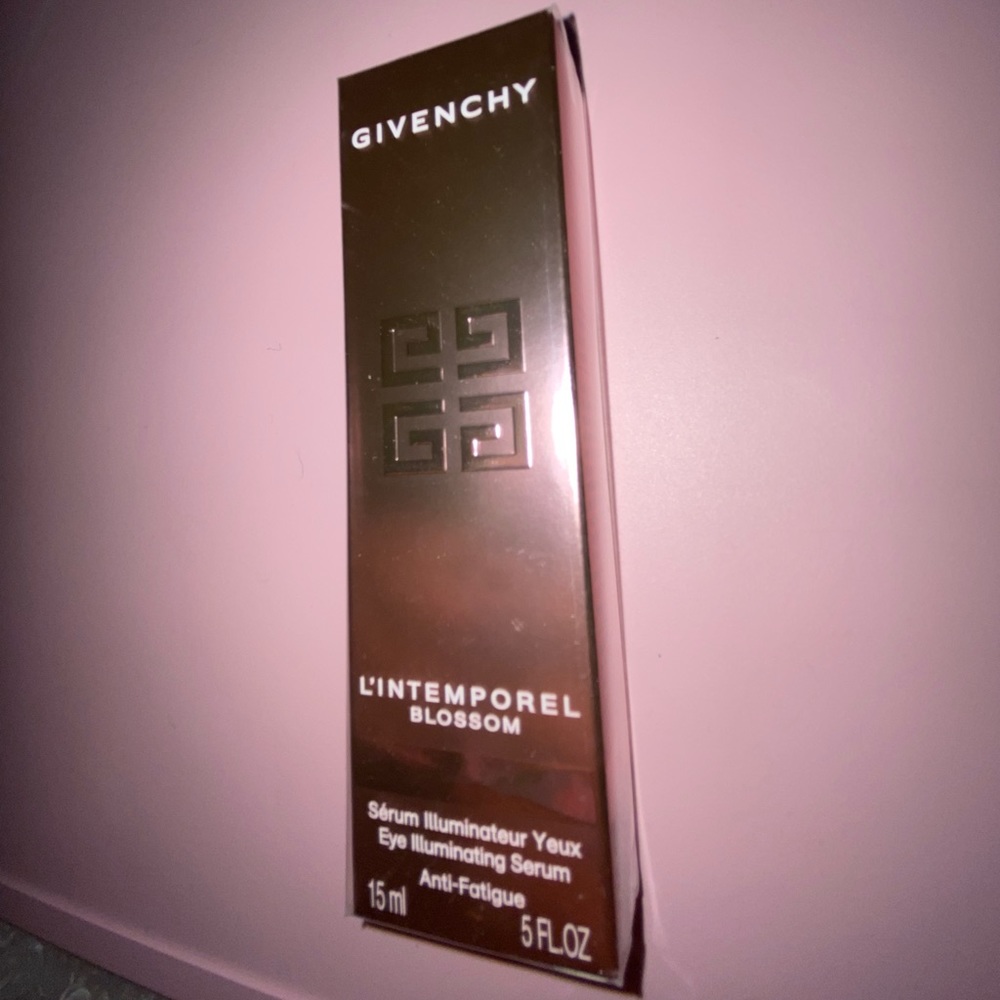 GIVENCHY
L'INTEMPOREL
BLOSSOM
Sérum Illuminateur Yeux
Eye Illuminating Serum
Anti-Fatigue
15 ml
5 FL.OZ